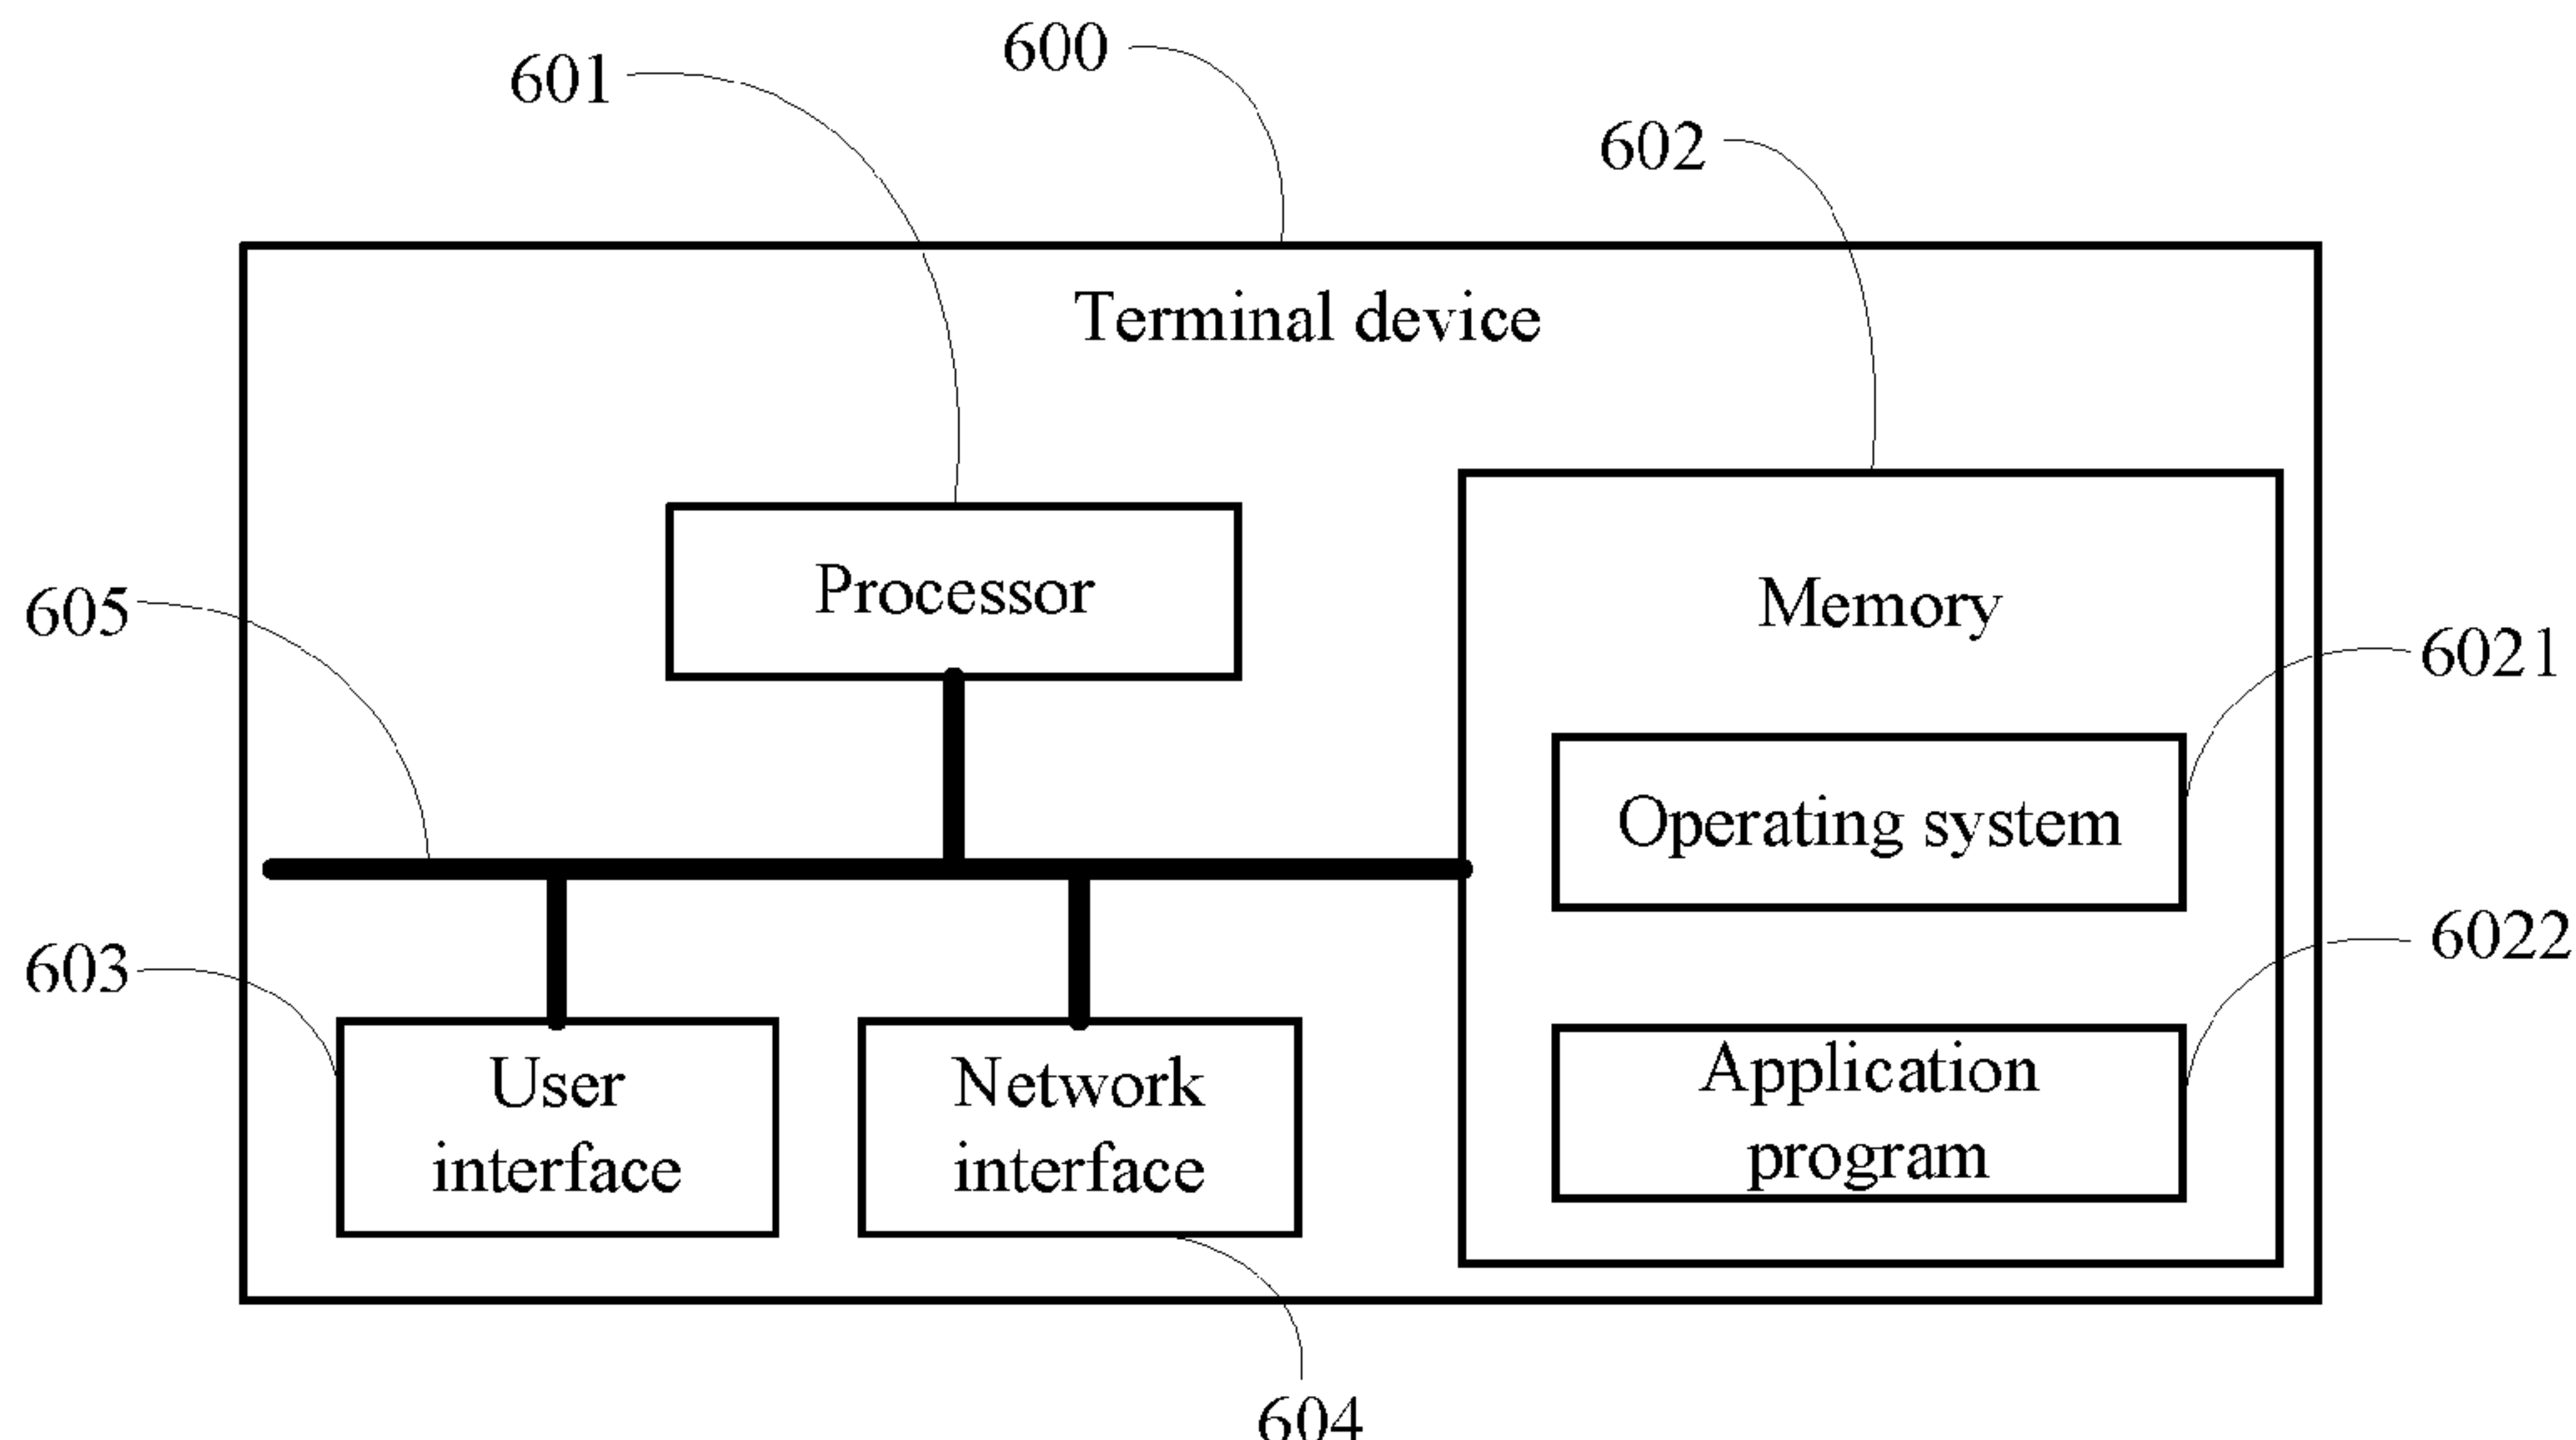 600
601
602
Terminal device
Processor
605
Memory
6021
Operating system
603
6022
User
interface
Network
interface
Application
program
604